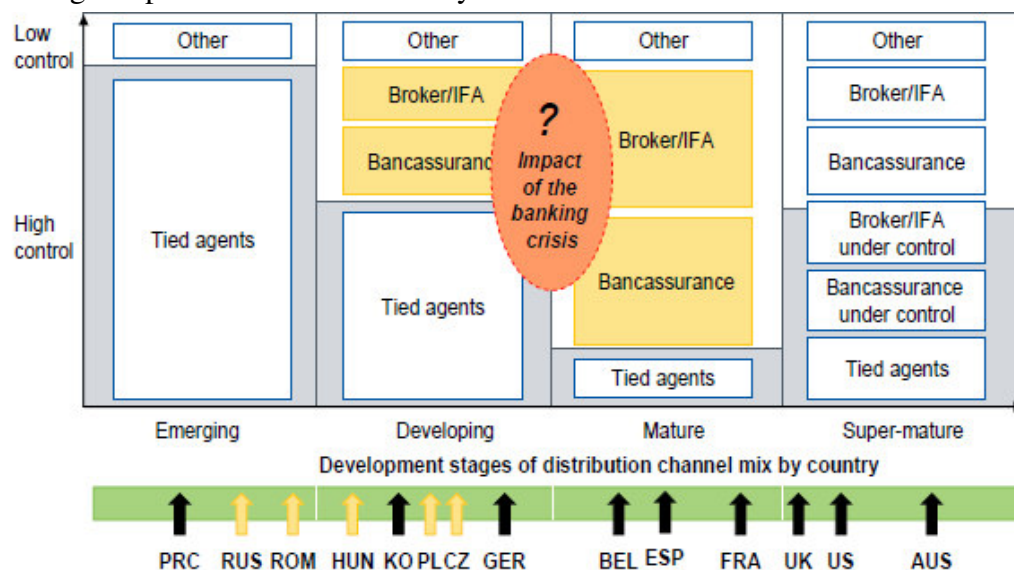 Low
control
High
control
Other
Tied agents
Other
Broker/IFA
Bancassurance
Tied agents
?
Impact
of the
banking
crisis
Other
Broker/IFA
Bancassurance
Tied agents
Other
Broker/IFA
Bancassurance
Broker/IFA
under control
Bancassurance
under control
Tied agents
Emerging Developing Mature Super-mature
Development stages of distribution channel mix by country
PRC RUS ROM HUN KO PL CZ GER BEL ESP FRA UK US AUS